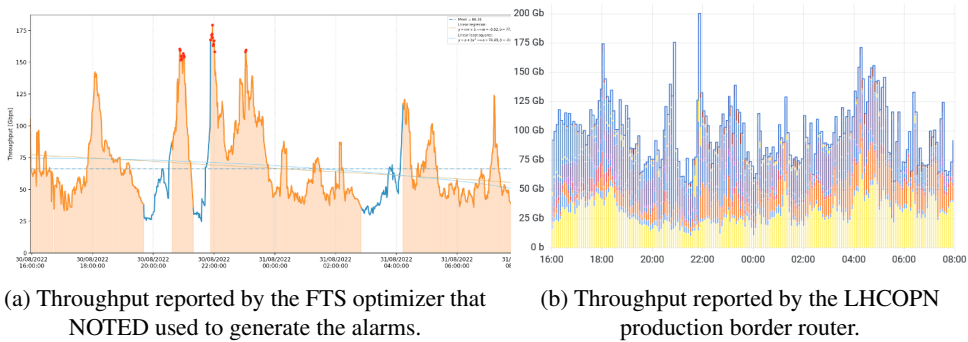 Mean
Linear regression:
Linear least squares:
Throughput [Gbps]
175
150
125
100
75
50
25
0
30/08/2022 30/08/2022 30/08/2022 30/08/2022 31/08/2022 31/08/2022 31/08/2022 31/08/2022 31/0
16:00:00 18:00:00 20:00:00 22:00:00 00:00:00 02:00:00 04:00:00 06:00:00 08:
200 Gb
175 Gb
150 Gb
125 Gb
100 Gb
75 Gb
50 Gb
25 Gb
0 b
16:00 18:00 20:00 22:00 00:00 02:00 04:00 06:00 08:00
(a) Throughput reported by the FTS optimizer that
NOTED used to generate the alarms.
(b) Throughput reported by the LHCOPN
production border router.